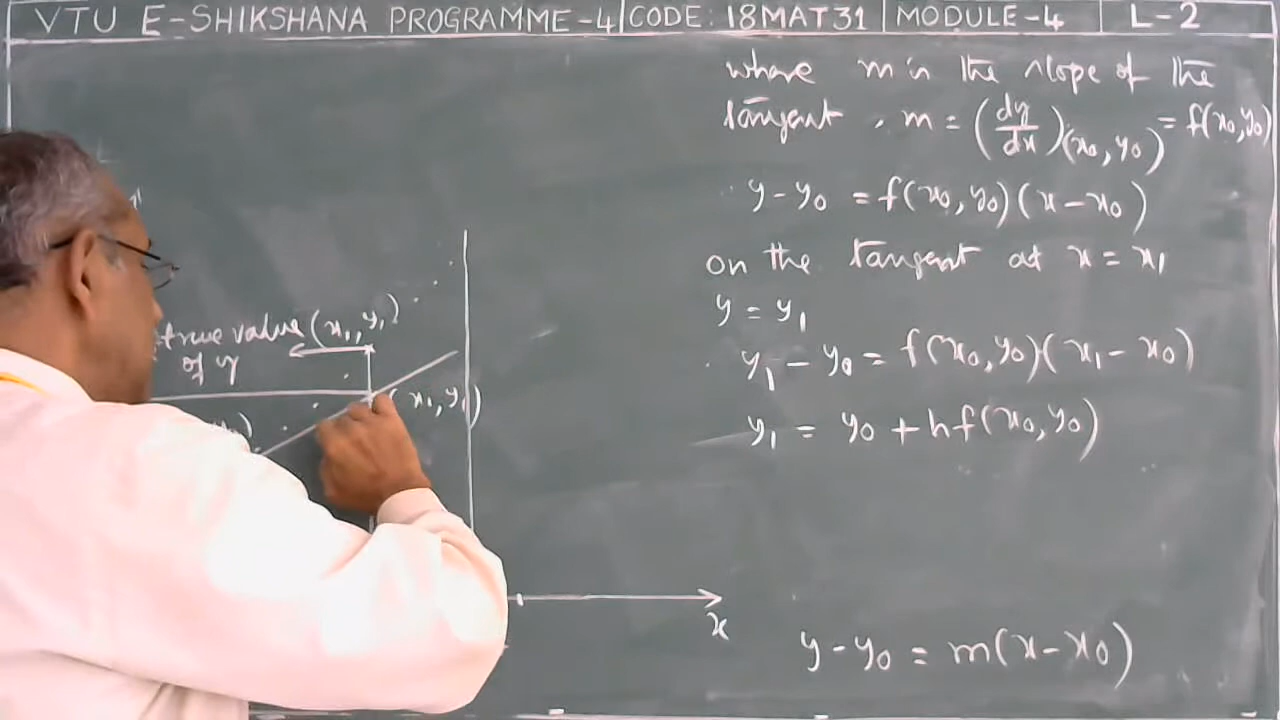 VTU E-SHIKSHANA PROGRAMME-4 | CODE: 18MAT31 | MODULE-4 | L-2
where m is the slope of the
tangent, m = (dy/dx)(x₀, y₀) = f(x₀, y₀)
y - y₀ = f(x₀, y₀)(x - x₀)
on the tangent at x = x₁
y = y₁
y₁ - y₀ = f(x₀, y₀)(x₁ - x₀)
y₁ = y₀ + hf(x₀, y₀)
y - y₀ = m(x - x₀)
true value (x₁, y₁)
of y
(x₁, y₁)
x